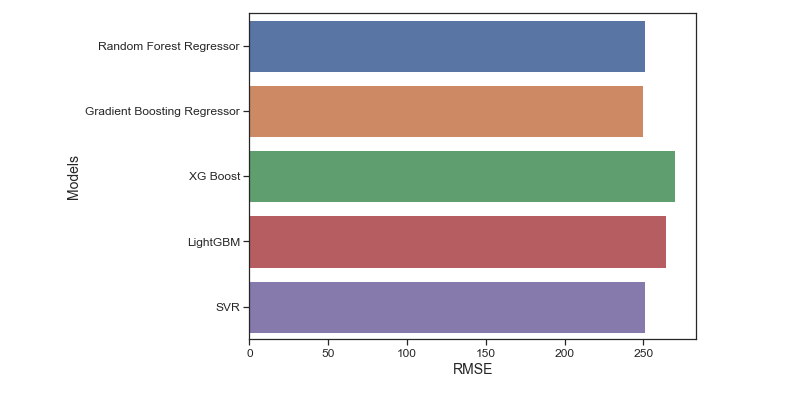 Random Forest Regressor
Gradient Boosting Regressor
XG Boost
LightGBM
SVR
Models
0 50 100 150 200 250
RMSE